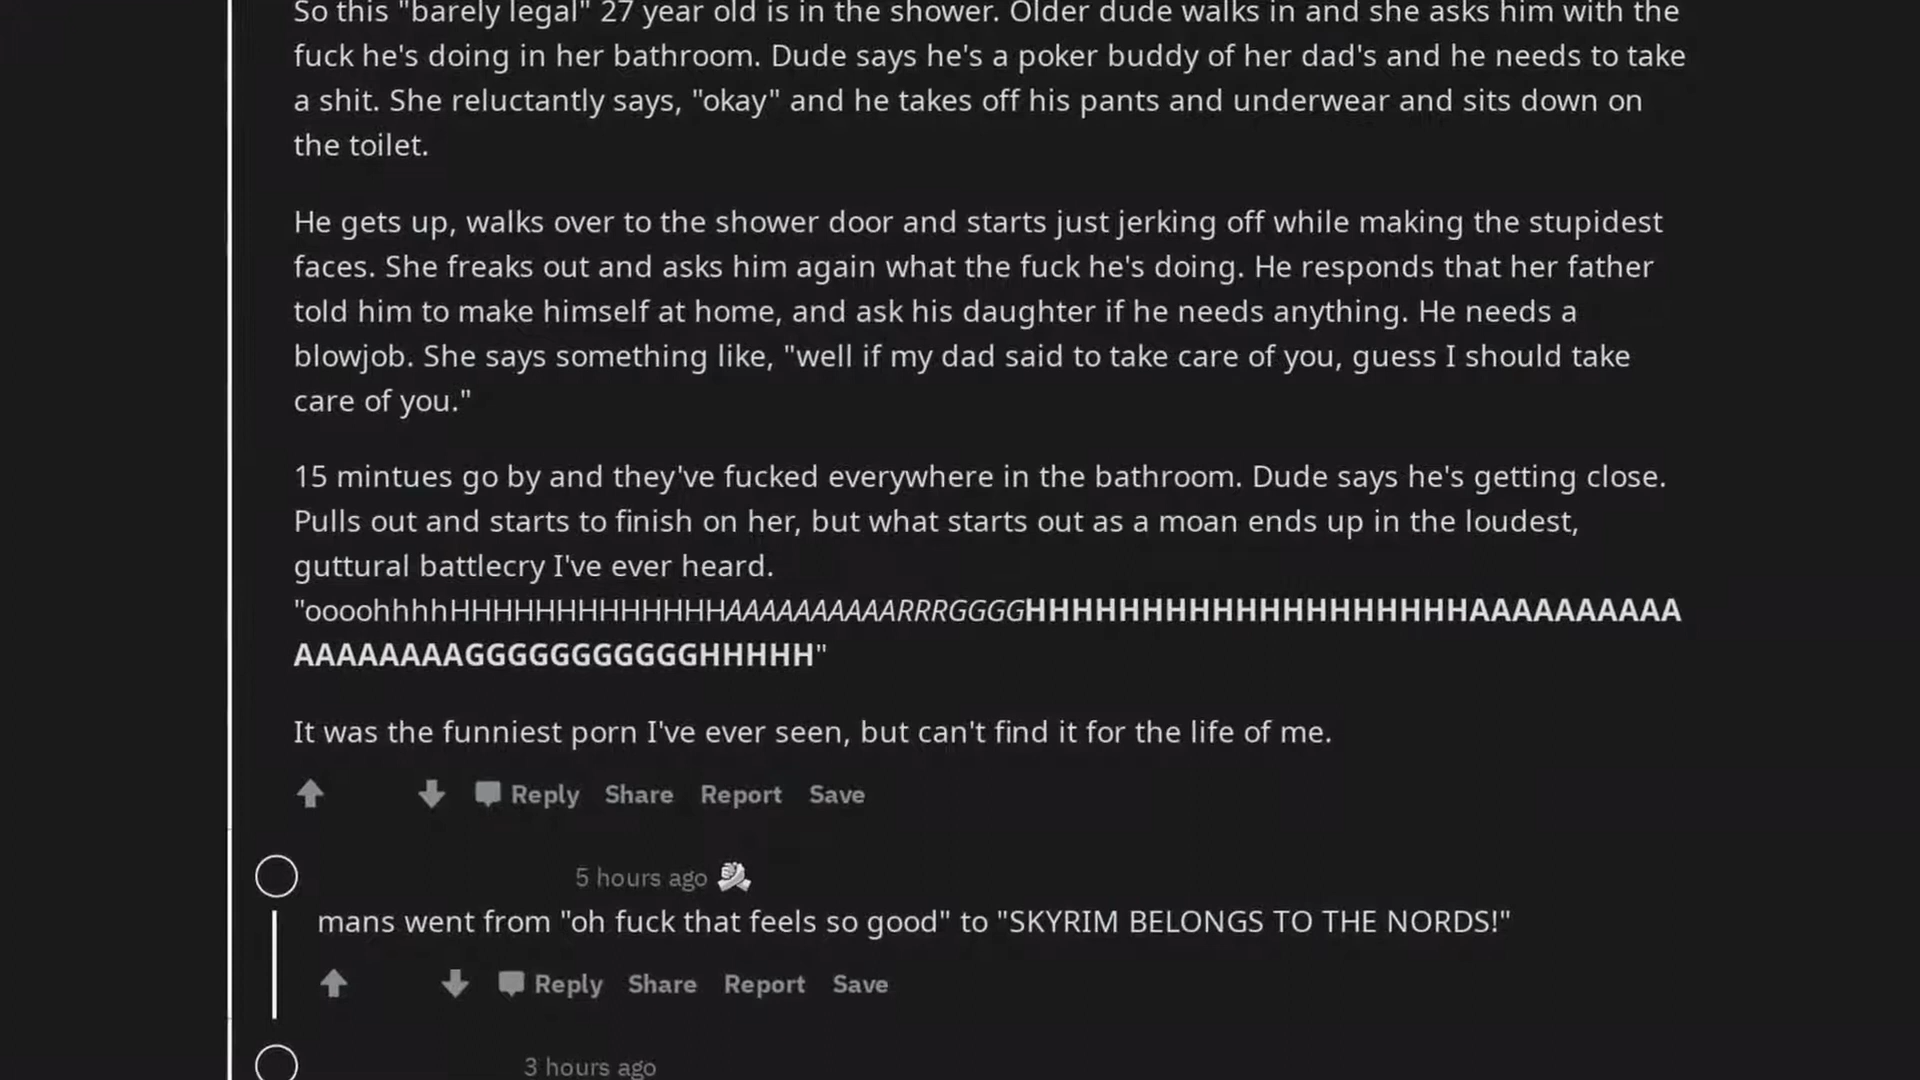 So this "barely legal" 27 year old is in the shower. Older dude walks in and she asks him with the
fuck he's doing in her bathroom. Dude says he's a poker buddy of her dad's and he needs to take
a shit. She reluctantly says, "okay" and he takes off his pants and underwear and sits down on
the toilet.
He gets up, walks over to the shower door and starts just jerking off while making the stupidest
faces. She freaks out and asks him again what the fuck he's doing. He responds that her father
told him to make himself at home, and ask his daughter if he needs anything. He needs a
blowjob. She says something like, "well if my dad said to take care of you, guess I should take
care of you."
15 mintues go by and they've fucked everywhere in the bathroom. Dude says he's getting close.
Pulls out and starts to finish on her, but what starts out as a moan ends up in the loudest,
guttural battlecry I've ever heard.
"oooohhhhHHHHHHHHHHHHHAAAAAAAAAARRRGGGGHHHHHHHHHHHHHHHHHHHAAAAAAAAAA
AAAAAAAAGGGGGGGGGGGHHHHH"
It was the funniest porn I've ever seen, but can't find it for the life of me.
Reply Share Report Save
5 hours ago
mans went from "oh fuck that feels so good" to "SKYRIM BELONGS TO THE NORDS!"
Reply Share Report Save
3 hours ago